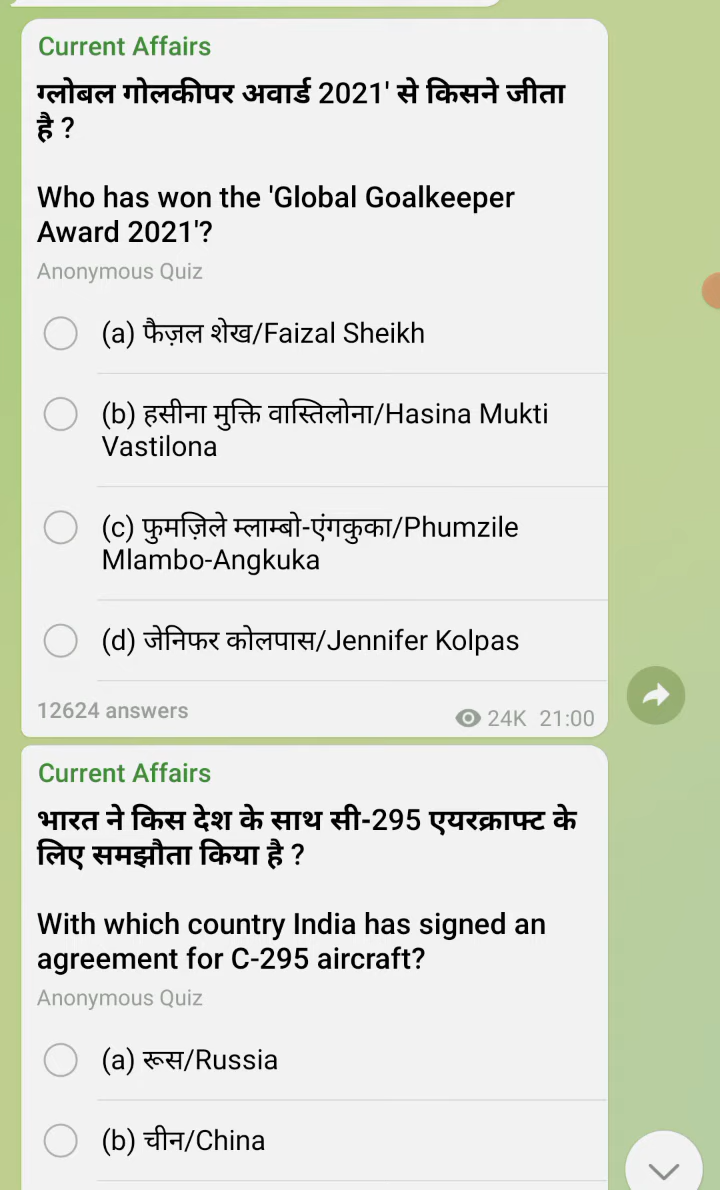 Current Affairs
ग्लोबल गोलकीपर अवार्ड 2021' से किसने जीता
है ?
Who has won the 'Global Goalkeeper
Award 2021'?
Anonymous Quiz
(a) फैज़ल शेख/Faizal Sheikh
(b) हसीना मुक्ति वास्तिलोना/Hasina Mukti
Vastilona
(c) फुमज़िले म्लाम्बो-एंगकुका/Phumzile
Mlambo-Angkuka
(d) जेनिफर कोलपास/Jennifer Kolpas
12624 answers
24K 21:00
Current Affairs
भारत ने किस देश के साथ सी-295 एयरक्राफ्ट के
लिए समझौता किया है ?
With which country India has signed an
agreement for C-295 aircraft?
Anonymous Quiz
(a) रूस/Russia
(b) चीन/China